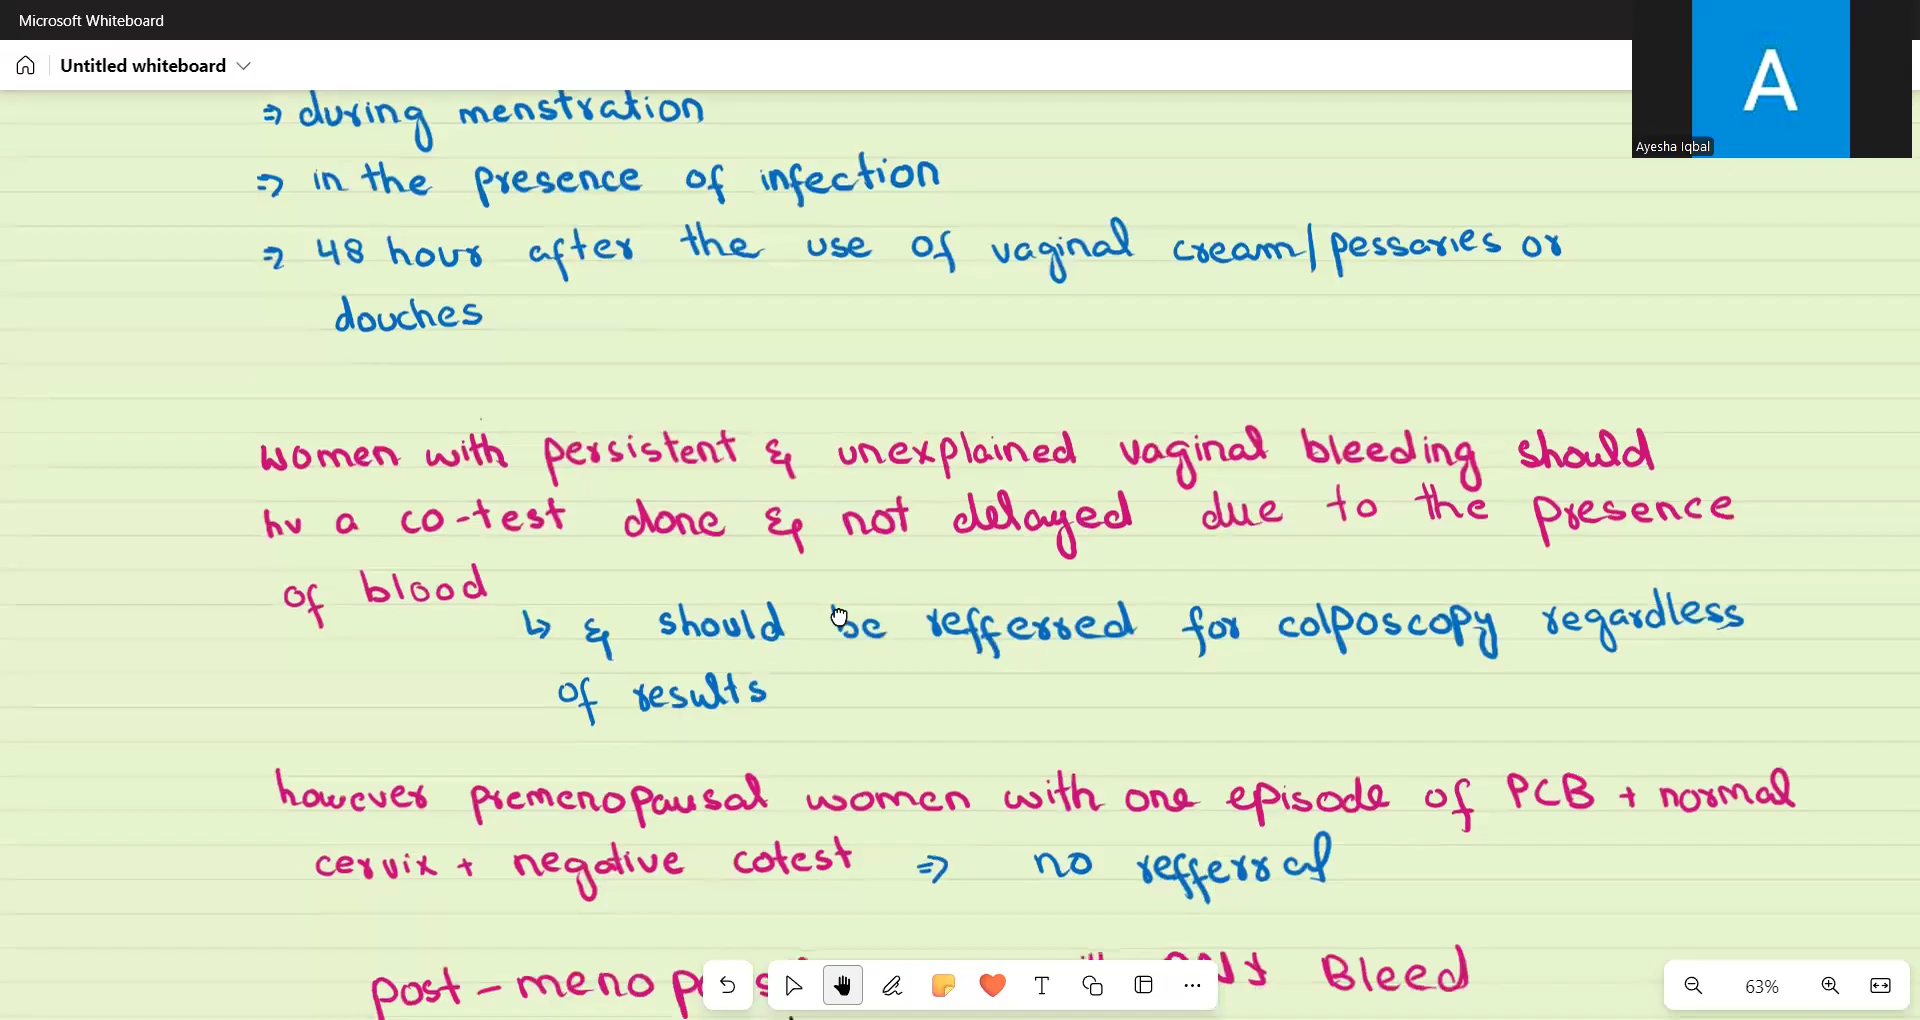 Microsoft Whiteboard
Untitled whiteboard
A
Ayesha Iqbal
⇒ during menstration
⇒ in the presence of infection
⇒ 48 hour after the use of vaginal cream/pessaries or
douches
women with persistent & unexplained vaginal bleeding should
hv a co-test done & not delayed due to the presence
of blood
↳ & should be refferred for colposcopy regardless
of results
however premenopausal women with one episode of PCB + normal
cervix + negative cotest ⇒ no refferral
post-menop Bleed
63%